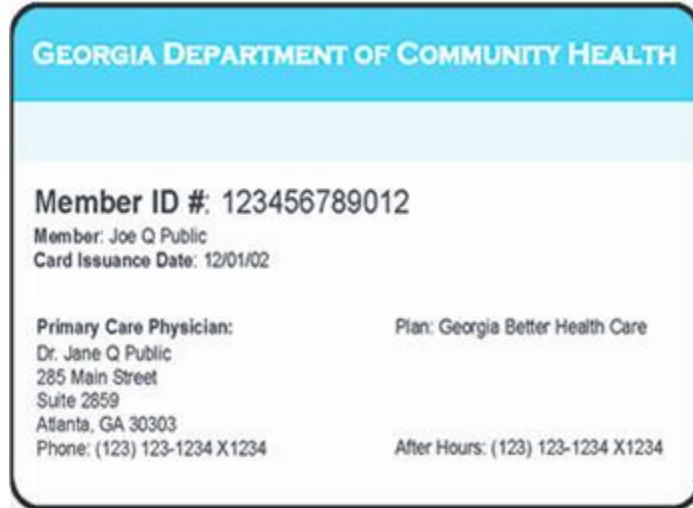 GEORGIA DEPARTMENT OF COMMUNITY HEALTH
Member ID #: 123456789012
Member: Joe Q Public
Card Issuance Date: 12/01/02
Primary Care Physician:
Dr. Jane Q Public
285 Main Street
Suite 2859
Atlanta, GA 30303
Phone: (123) 123-1234 X1234
Plan: Georgia Better Health Care
After Hours: (123) 123-1234 X1234